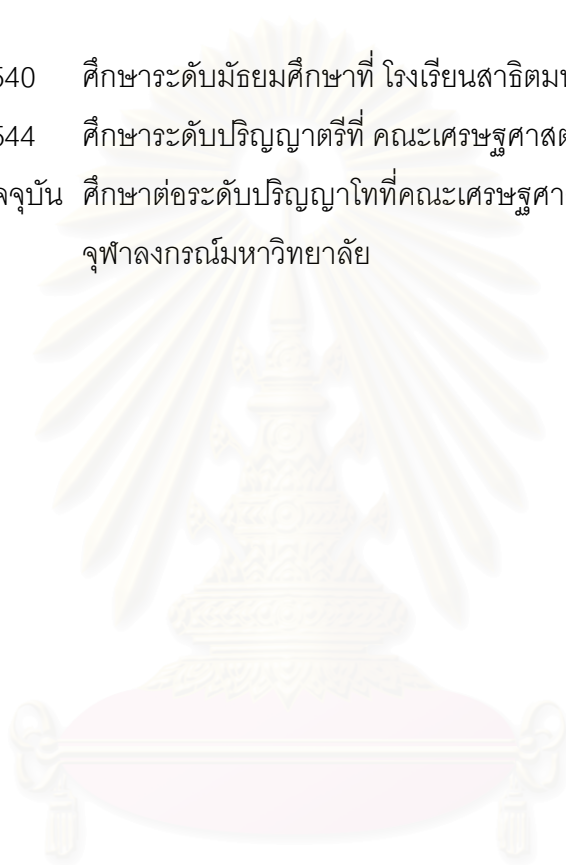 540 ศึกษาระดับมัธยมศึกษาที่ โรงเรียนสาธิตม
544 ศึกษาระดับปริญญาตรีที่ คณะเศรษฐศาส
จจุบัน ศึกษาต่อระดับปริญญาโทที่คณะเศรษฐศา
จุฬาลงกรณ์มหาวิทยาลัย